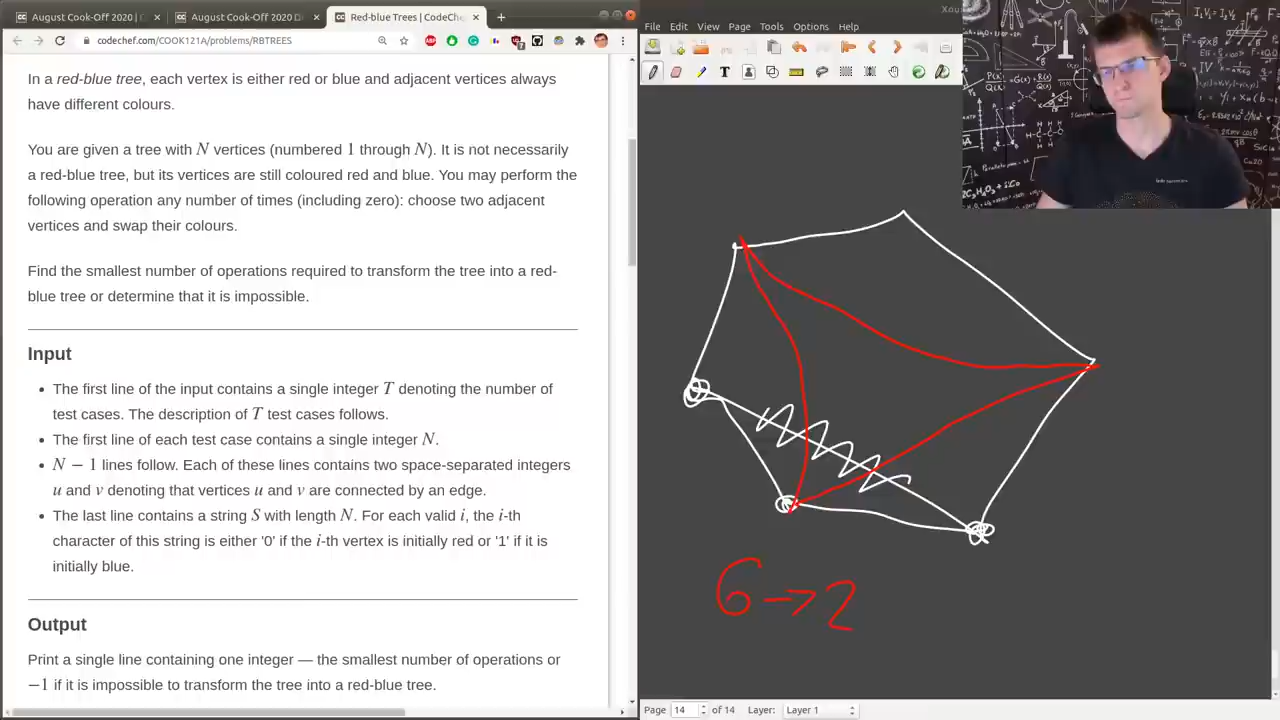 August Cook-Off 2020 |
August Cook-Off 2020 D
Red-blue Trees | CodeChef
codechef.com/COOK121A/problems/RBTREES
In a red-blue tree, each vertex is either red or blue and adjacent vertices always
have different colours.
You are given a tree with N vertices (numbered 1 through N). It is not necessarily
a red-blue tree, but its vertices are still coloured red and blue. You may perform the
following operation any number of times (including zero): choose two adjacent
vertices and swap their colours.
Find the smallest number of operations required to transform the tree into a red-
blue tree or determine that it is impossible.
Input
The first line of the input contains a single integer T denoting the number of
test cases. The description of T test cases follows.
The first line of each test case contains a single integer N.
N − 1 lines follow. Each of these lines contains two space-separated integers
u and v denoting that vertices u and v are connected by an edge.
The last line contains a string S with length N. For each valid i, the i-th
character of this string is either '0' if the i-th vertex is initially red or '1' if it is
initially blue.
Output
Print a single line containing one integer — the smallest number of operations or
−1 if it is impossible to transform the tree into a red-blue tree.
File Edit View Page Tools Options Help
6 → 2
Page 14 of 14 Layer: Layer 1